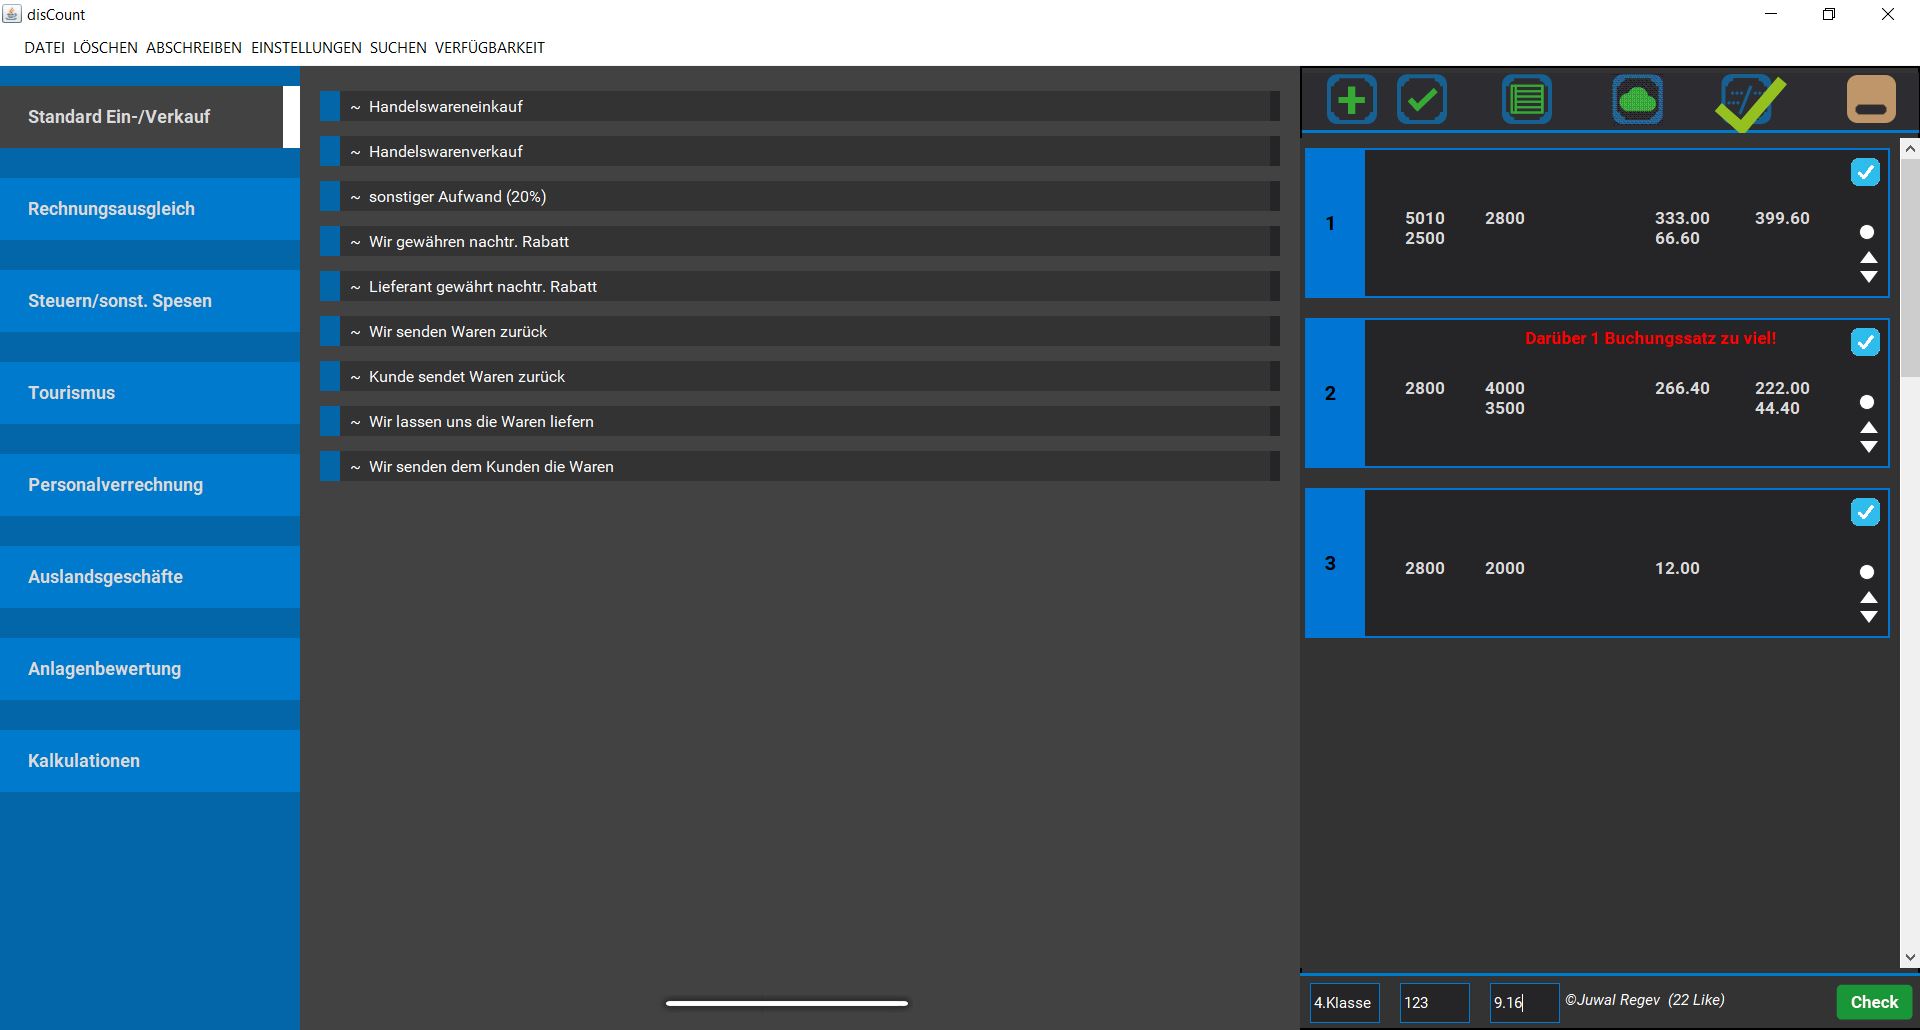 disCount
DATEI LÖSCHEN ABSCHREIBEN EINSTELLUNGEN SUCHEN VERFÜGBARKEIT
Standard Ein-/Verkauf
Rechnungsausgleich
Steuern/sonst. Spesen
Tourismus
Personalverrechnung
Auslandsgeschäfte
Anlagenbewertung
Kalkulationen
~ Handelswareneinkauf
~ Handelswarenverkauf
~ sonstiger Aufwand (20%)
~ Wir gewähren nachtr. Rabatt
~ Lieferant gewährt nachtr. Rabatt
~ Wir senden Waren zurück
~ Kunde sendet Waren zurück
~ Wir lassen uns die Waren liefern
~ Wir senden dem Kunden die Waren
1
5010 2800 333.00 399.60
2500 66.60
Darüber 1 Buchungssatz zu viel!
2
2800 4000 266.40 222.00
3500 44.40
3
2800 2000 12.00
4.Klasse 123 9.16 ©Juwal Regev (22 Like) Check